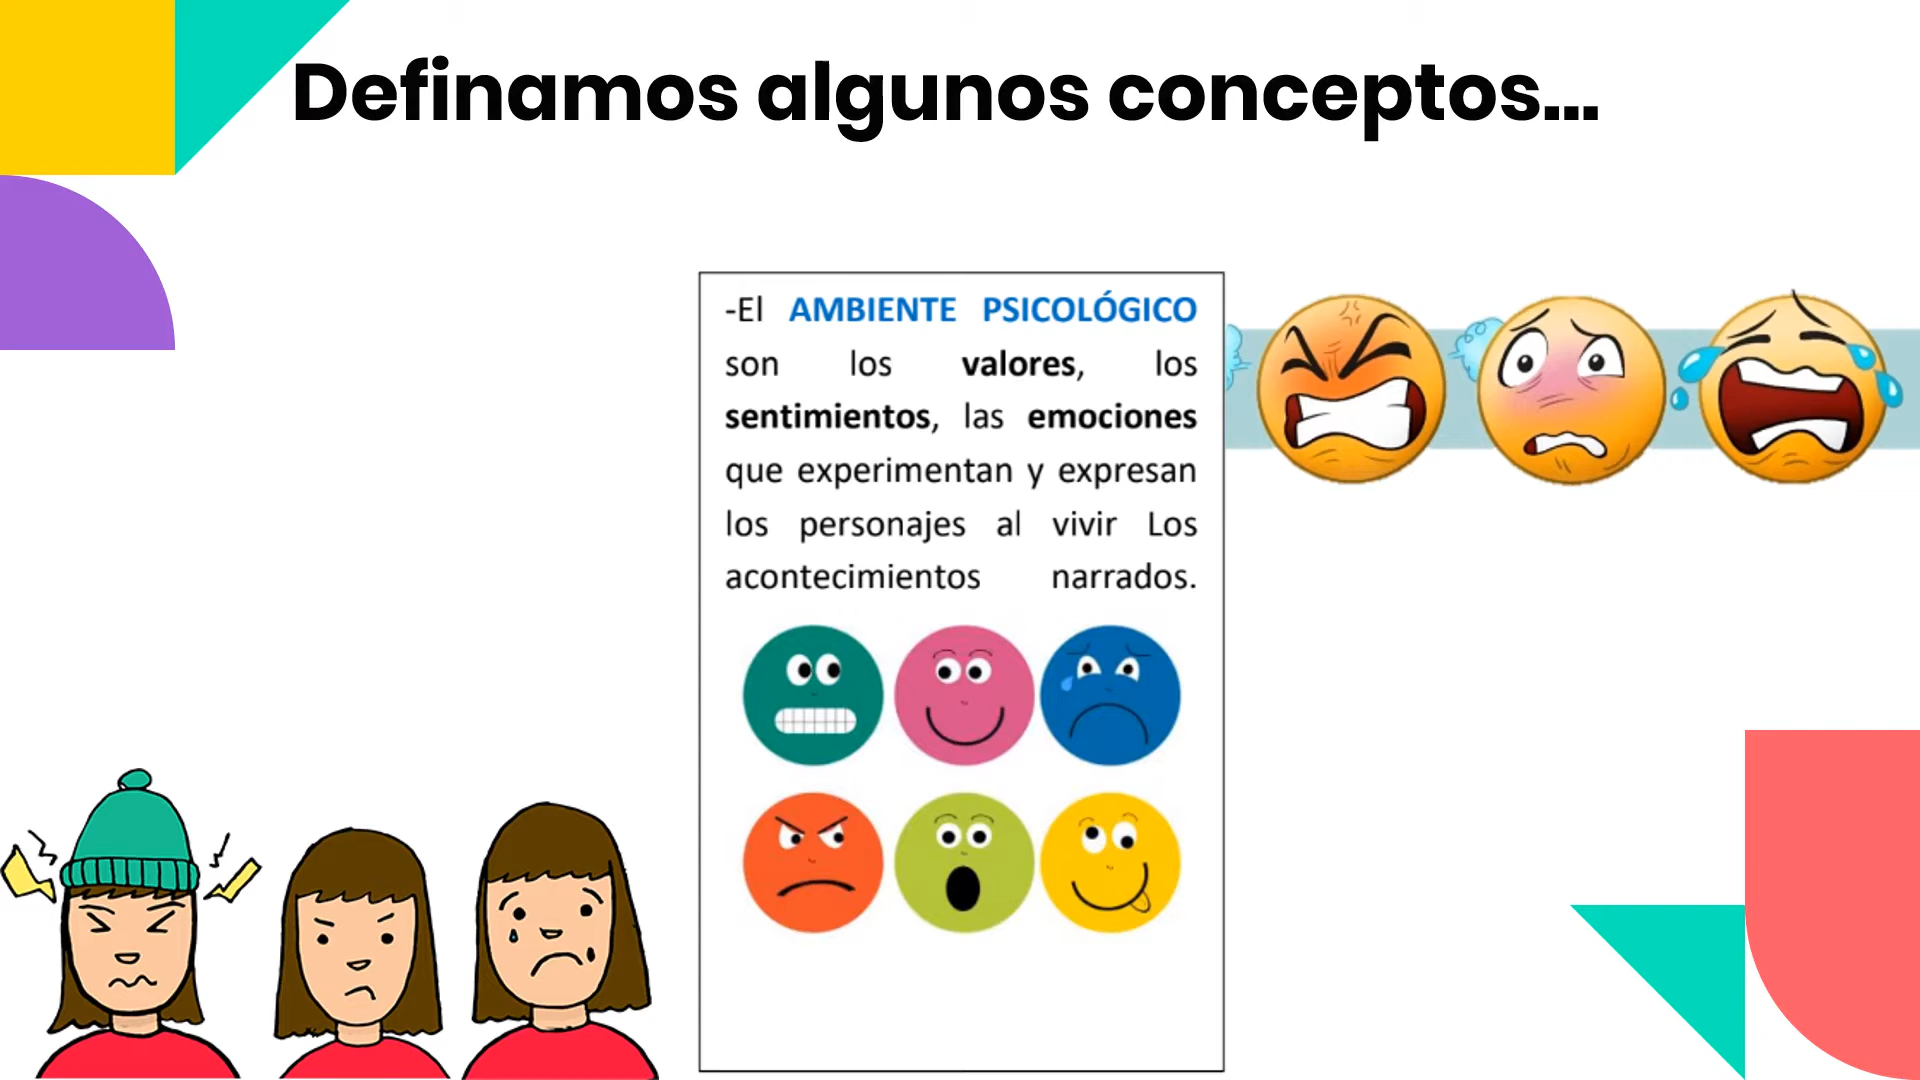 Definamos algunos conceptos...
-El AMBIENTE PSICOLÓGICO
son los valores, los
sentimientos, las emociones
que experimentan y expresan
los personajes al vivir Los
acontecimientos narrados.